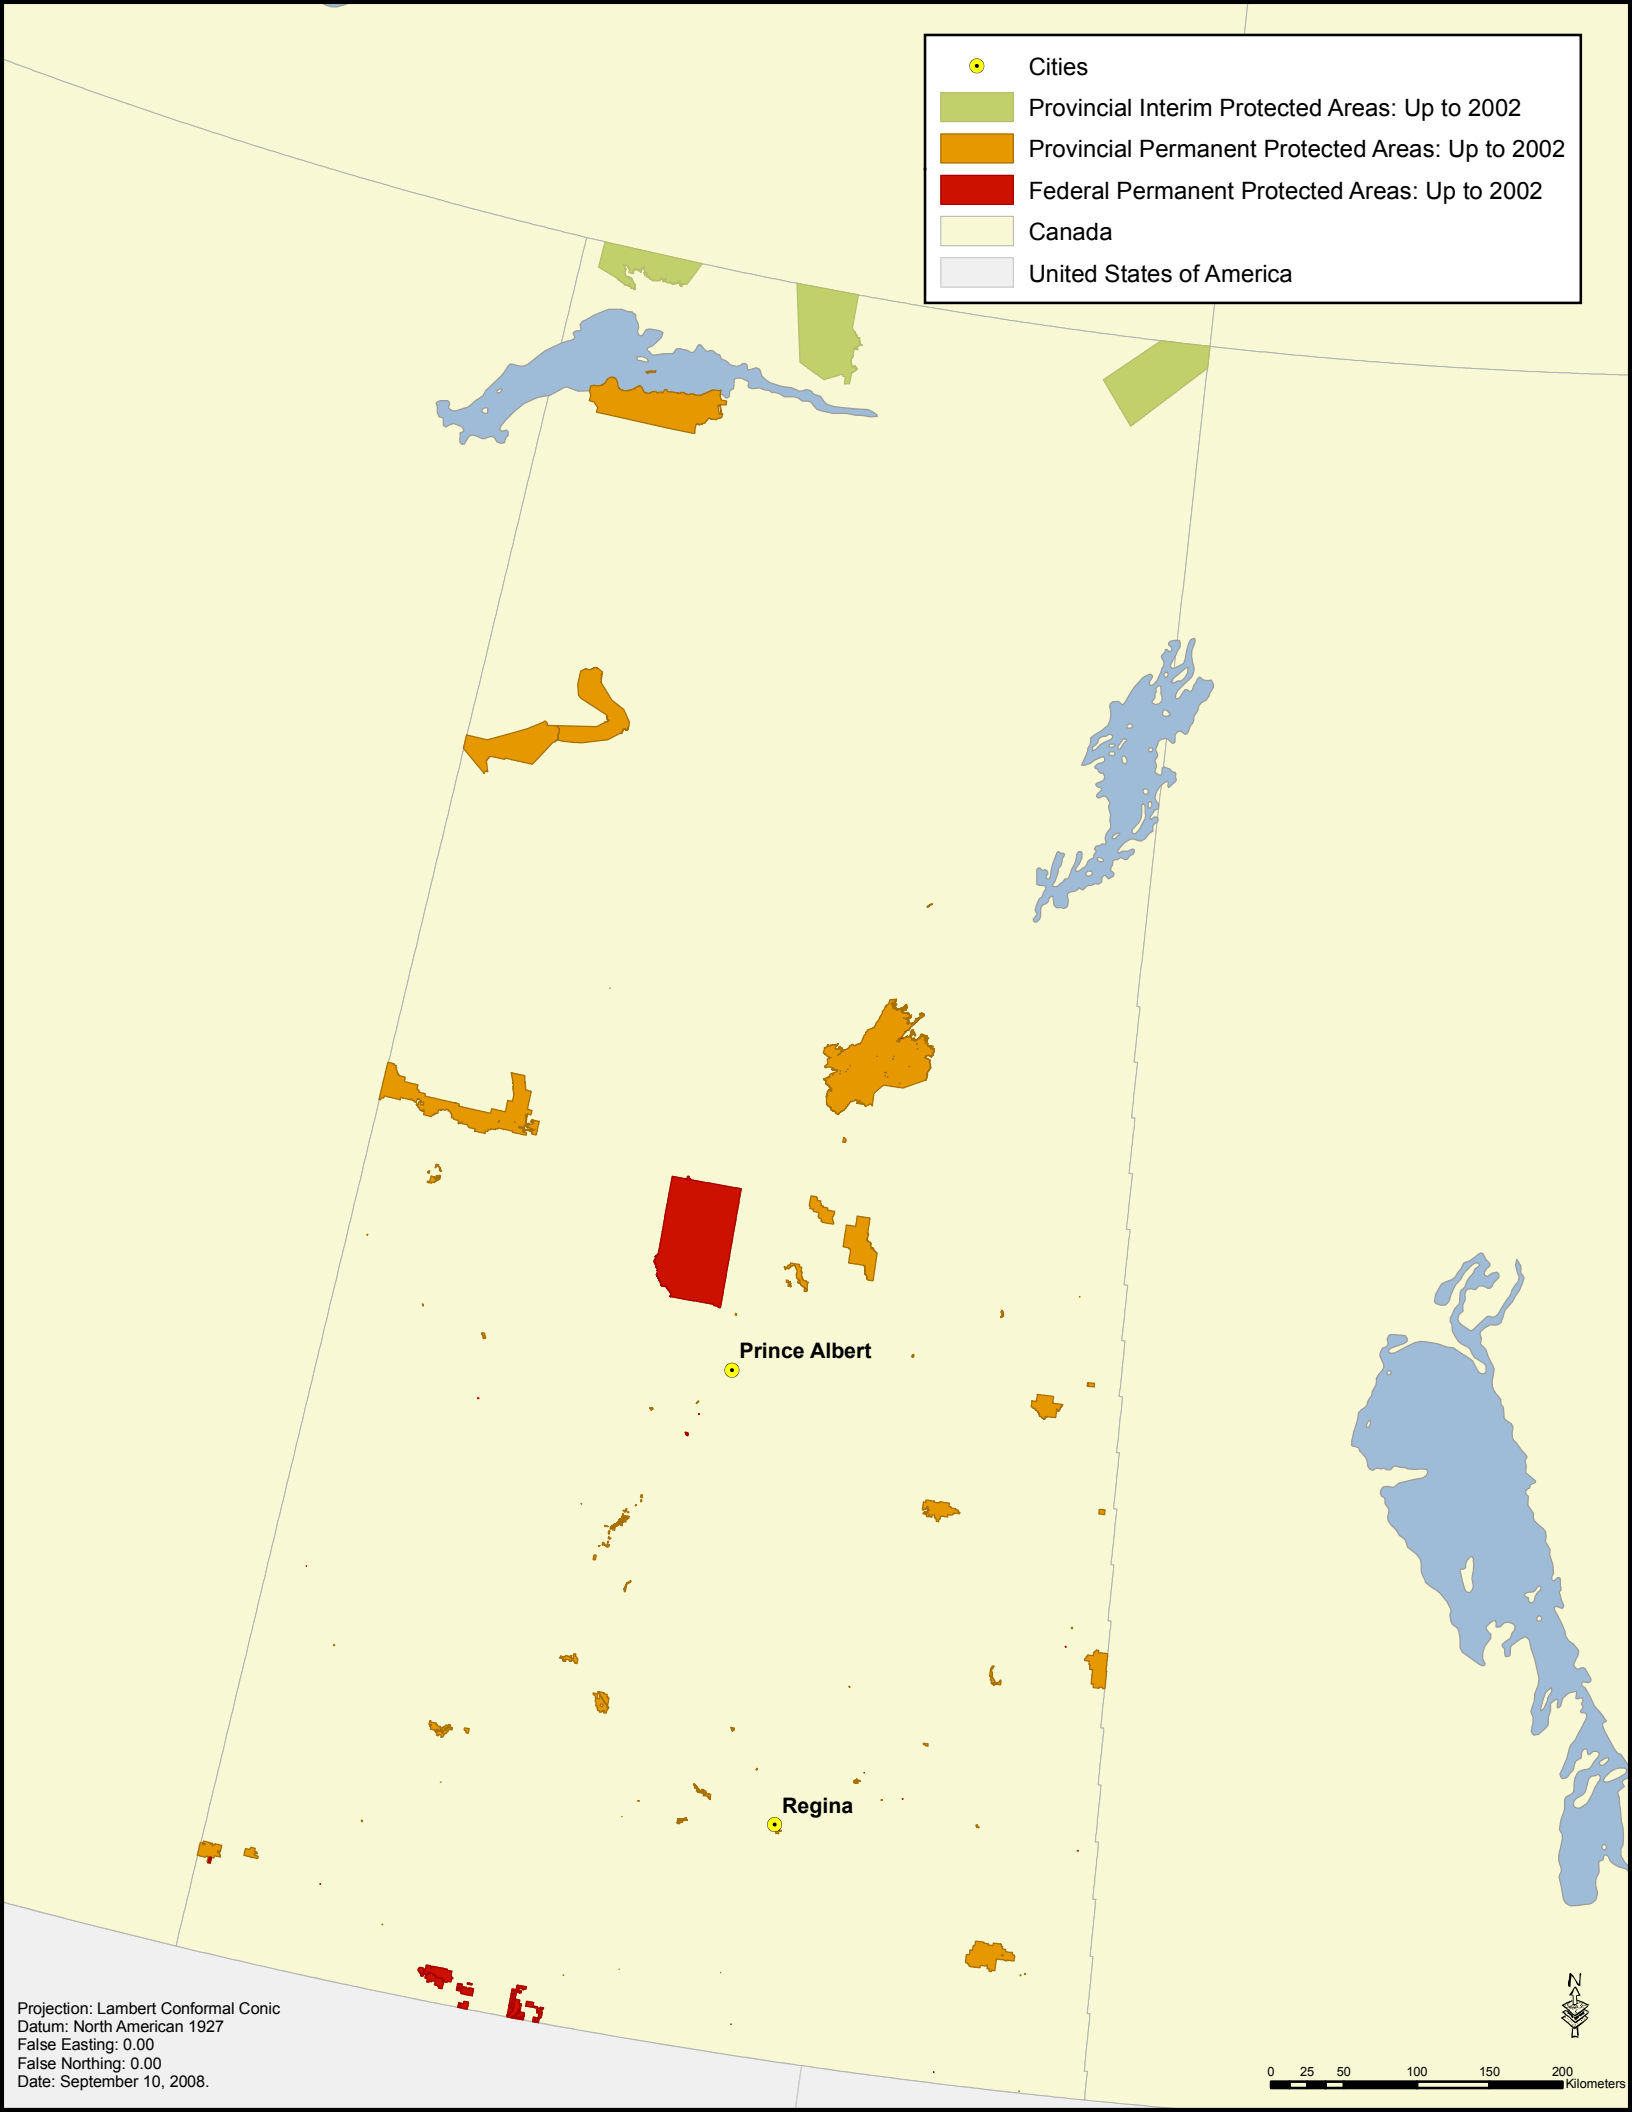 Cities
Provincial Interim Protected Areas: Up to 2002
Provincial Permanent Protected Areas: Up to 2002
Federal Permanent Protected Areas: Up to 2002
Canada
United States of America
Prince Albert
Regina
Projection: Lambert Conformal Conic
Datum: North American 1927
False Easting: 0.00
False Northing: 0.00
Date: September 10, 2008.
N
0 25 50 100 150 200
Kilometers